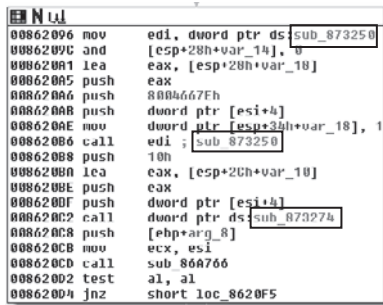 00862096 mov edi, dword ptr ds:sub_873250
0086209C and [esp+28h+var_14], 0
008620A1 lea eax, [esp+28h+var_18]
008620A5 push eax
008620A6 push 8004667Eh
008620AB push dword ptr [esi+4]
008620AE mov dword ptr [esp+34h+var_18], 1
008620B6 call edi ; sub_873250
008620B8 push 10h
008620BA lea eax, [esp+2Ch+var_10]
008620BE push eax
008620BF push dword ptr [esi+4]
008620C2 call dword ptr ds:sub_873274
008620C8 push [ebp+arg_8]
008620CB mov ecx, esi
008620CD call sub_86A766
008620D2 test al, al
008620D4 jnz short loc_8620F5